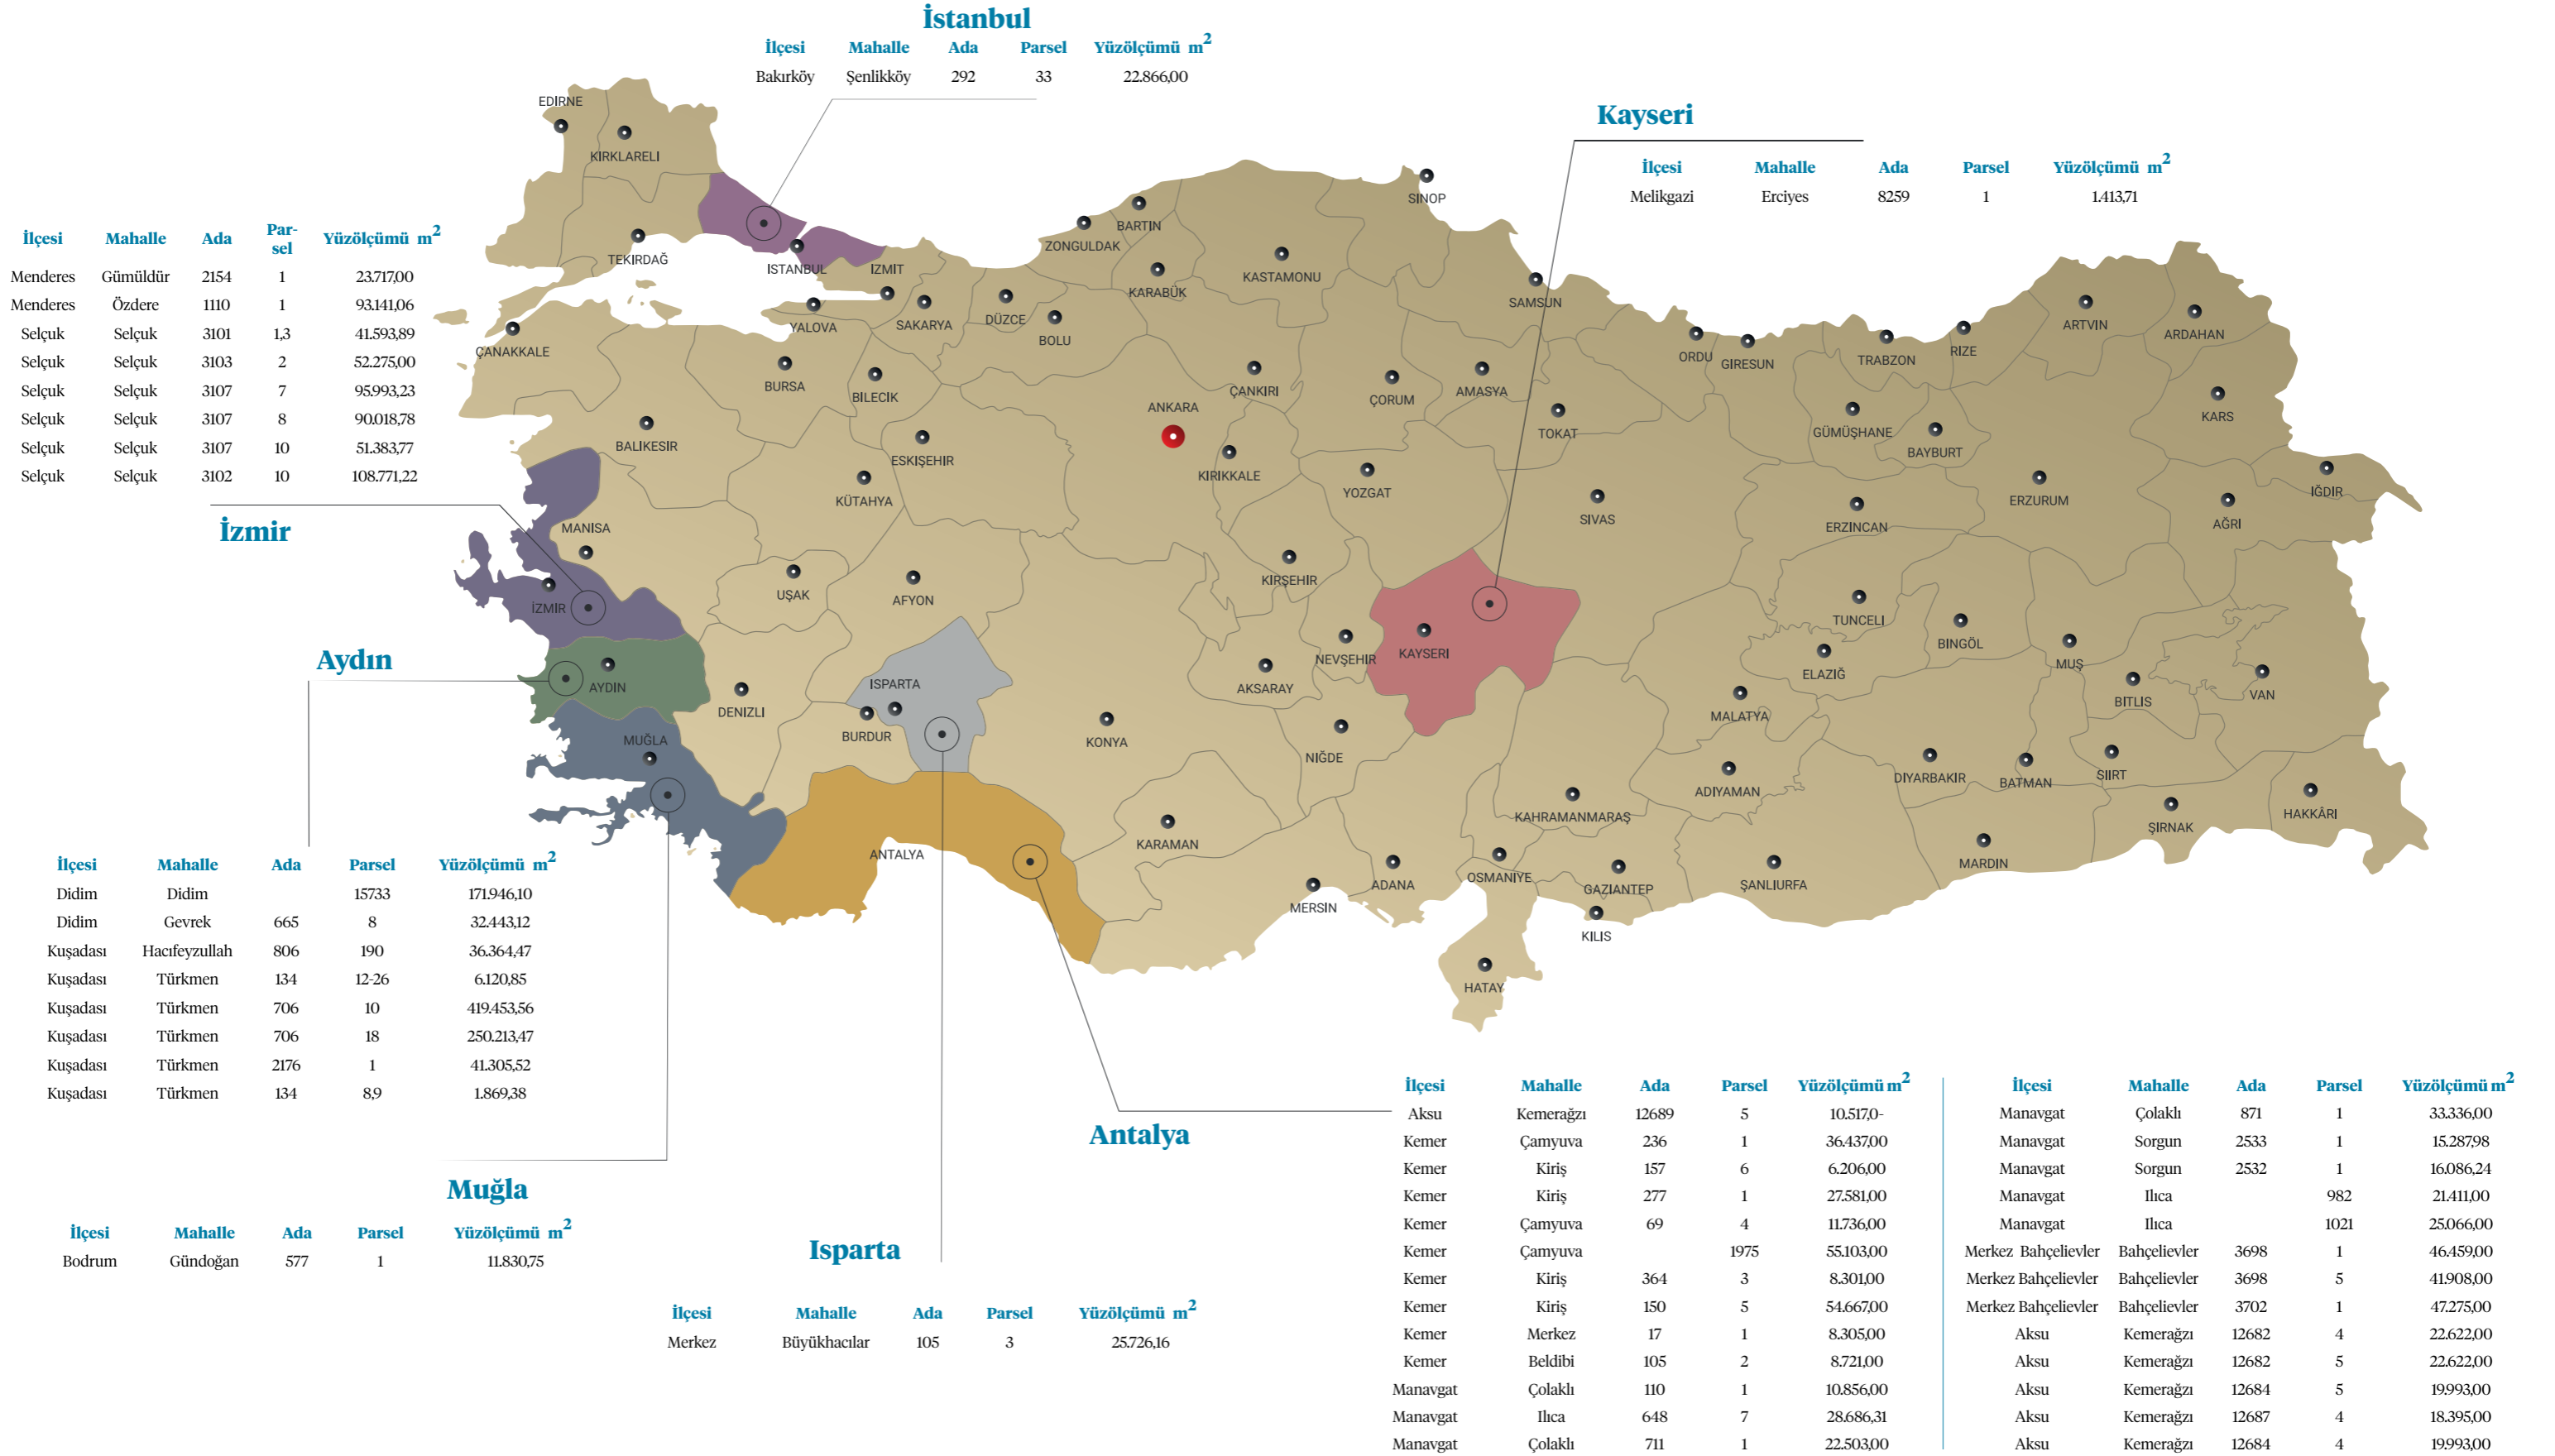 İstanbul
İlçesi Mahalle Ada Parsel Yüzölçümü m²
Bakırköy Şenlikköy 292 33 22.866,00
Kayseri
İlçesi Mahalle Ada Parsel Yüzölçümü m²
Melikgazi Erciyes 8259 1 1.413,71
İlçesi Mahalle Ada Par-sel Yüzölçümü m²
Menderes Gümüldür 2154 1 23.717,00
Menderes Özdere 1110 1 93.141,06
Selçuk Selçuk 3101 1,3 41.593,89
Selçuk Selçuk 3103 2 52.275,00
Selçuk Selçuk 3107 7 95.993,23
Selçuk Selçuk 3107 8 90.018,78
Selçuk Selçuk 3107 10 51.383,77
Selçuk Selçuk 3102 10 108.771,22
İzmir
EDIRNE
KIRKLARELI
TEKIRDAĞ
ISTANBUL
IZMIT
YALOVA
SAKARYA
DÜZCE
BOLU
ZONGULDAK
BARTIN
KARABÜK
KASTAMONU
SINOP
SAMSUN
ORDU
GIRESUN
TRABZON
RIZE
ARTVIN
ARDAHAN
ÇANAKKALE
BURSA
BILECIK
ANKARA
ÇANKIRI
ÇORUM
AMASYA
TOKAT
GÜMÜŞHANE
BAYBURT
KARS
BALIKESIR
ESKIŞEHIR
KÜTAHYA
KIRIKKALE
YOZGAT
SIVAS
ERZINCAN
ERZURUM
AĞRI
IĞDIR
MANISA
İZMİR
UŞAK
AFYON
KIRŞEHIR
NEVŞEHIR
KAYSERI
TUNCELI
BINGÖL
MUŞ
ELAZIĞ
BITLIS
VAN
AYDIN
DENIZLI
ISPARTA
BURDUR
KONYA
AKSARAY
NIĞDE
MALATYA
MUĞLA
ADIYAMAN
DIYARBAKIR
BATMAN
SIIRT
ŞIRNAK
HAKKÂRI
ANTALYA
KARAMAN
MERSIN
ADANA
OSMANIYE
KAHRAMANMARAŞ
GAZIANTEP
KILIS
ŞANLIURFA
MARDIN
HATAY
Aydın
İlçesi Mahalle Ada Parsel Yüzölçümü m²
Didim Didim 15733 171.946,10
Didim Gevrek 665 8 32.443,12
Kuşadası Hacıfeyzullah 806 190 36.364,47
Kuşadası Türkmen 134 12-26 6.120,85
Kuşadası Türkmen 706 10 419.453,56
Kuşadası Türkmen 706 18 250.213,47
Kuşadası Türkmen 2176 1 41.305,52
Kuşadası Türkmen 134 8,9 1.869,38
Muğla
İlçesi Mahalle Ada Parsel Yüzölçümü m²
Bodrum Gündoğan 577 1 11.830,75
Isparta
İlçesi Mahalle Ada Parsel Yüzölçümü m²
Merkez Büyükhacılar 105 3 25.726,16
Antalya
İlçesi Mahalle Ada Parsel Yüzölçümü m²
Aksu Kemerağzı 12689 5 10.517,0-
Kemer Çamyuva 236 1 36.437,00
Kemer Kiriş 157 6 6.206,00
Kemer Kiriş 277 1 27.581,00
Kemer Çamyuva 69 4 11.736,00
Kemer Çamyuva 1975 55.103,00
Kemer Kiriş 364 3 8.301,00
Kemer Kiriş 150 5 54.667,00
Kemer Merkez 17 1 8.305,00
Kemer Beldibi 105 2 8.721,00
Manavgat Çolaklı 110 1 10.856,00
Manavgat Ilıca 648 7 28.686,31
Manavgat Çolaklı 711 1 22.503,00
İlçesi Mahalle Ada Parsel Yüzölçümü m²
Manavgat Çolaklı 871 1 33.336,00
Manavgat Sorgun 2533 1 15.287,98
Manavgat Sorgun 2532 1 16.086,24
Manavgat Ilıca 982 21.411,00
Manavgat Ilıca 1021 25.066,00
Merkez Bahçelievler Bahçelievler 3698 1 46.459,00
Merkez Bahçelievler Bahçelievler 3698 5 41.908,00
Merkez Bahçelievler Bahçelievler 3702 1 47.275,00
Aksu Kemerağzı 12682 4 22.622,00
Aksu Kemerağzı 12682 5 22.622,00
Aksu Kemerağzı 12684 5 19.993,00
Aksu Kemerağzı 12687 4 18.395,00
Aksu Kemerağzı 12684 4 19.993,00